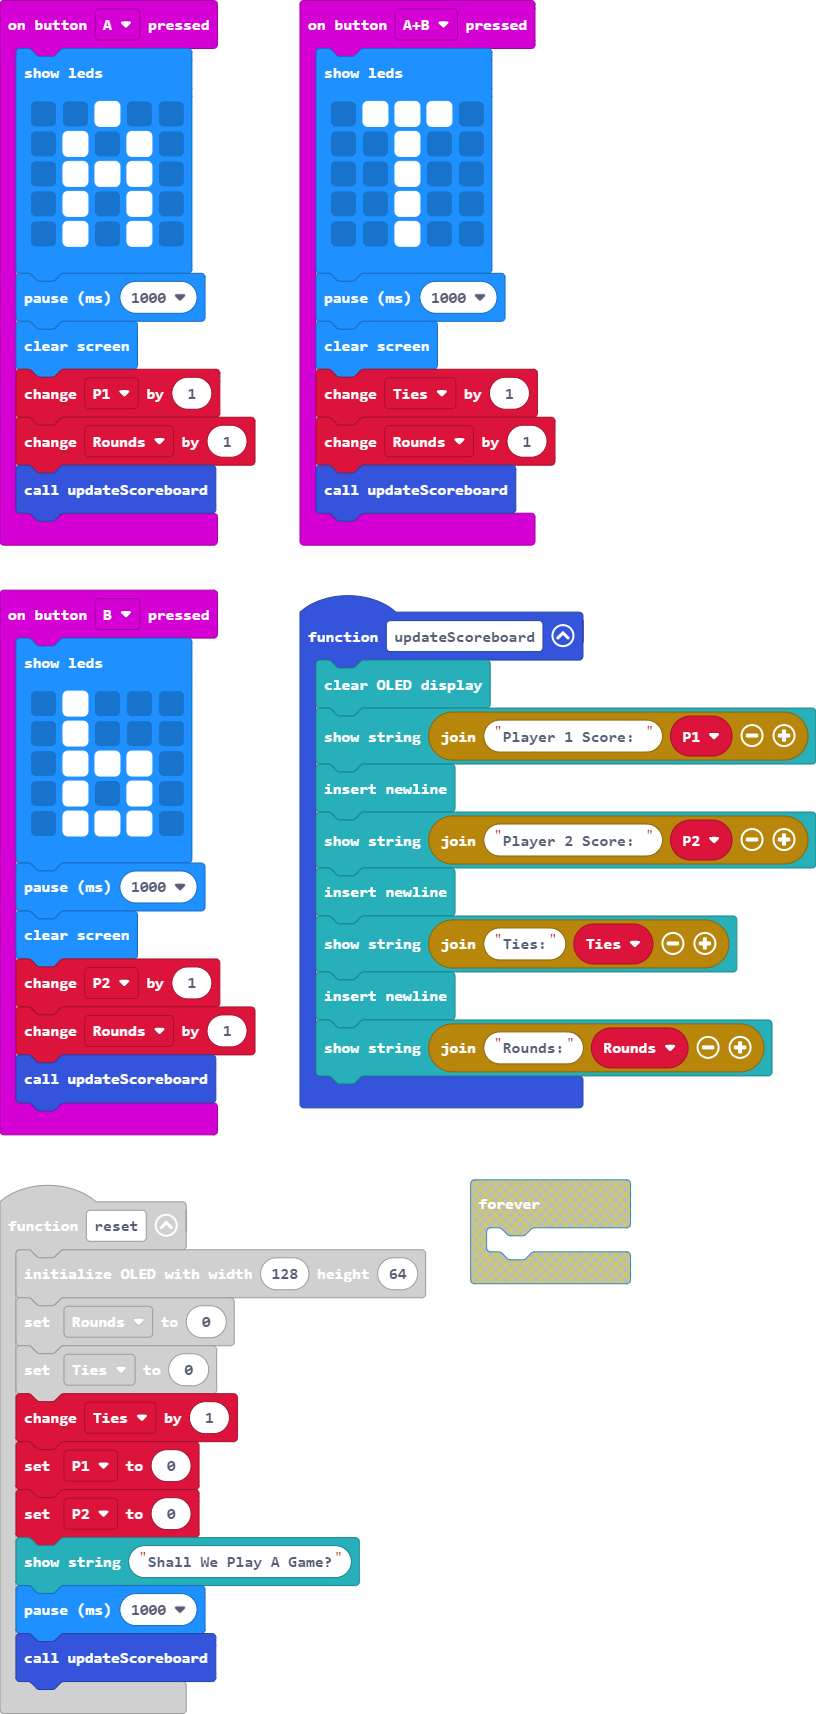 on button A pressed
show leds
pause (ms) 1000
clear screen
change P1 by 1
change Rounds by 1
call updateScoreboard
on button A+B pressed
show leds
pause (ms) 1000
clear screen
change Ties by 1
change Rounds by 1
call updateScoreboard
on button B pressed
show leds
pause (ms) 1000
clear screen
change P2 by 1
change Rounds by 1
call updateScoreboard
function updateScoreboard
clear OLED display
show string join "Player 1 Score: " P1
insert newline
show string join "Player 2 Score: " P2
insert newline
show string join "Ties:" Ties
insert newline
show string join "Rounds:" Rounds
function reset
initialize OLED with width 128 height 64
set Rounds to 0
set Ties to 0
change Ties by 1
set P1 to 0
set P2 to 0
show string "Shall We Play A Game?"
pause (ms) 1000
call updateScoreboard
forever